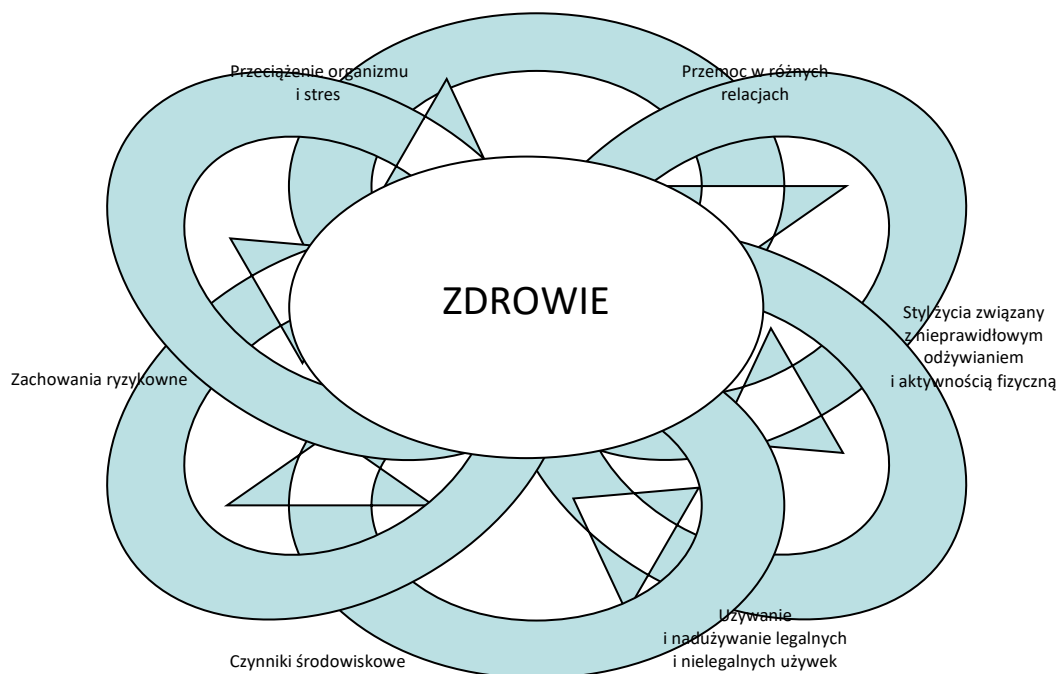 Przeciążenie organizmu
i stres
Przemoc w różnych
relacjach
ZDROWIE
Styl życia związany
z nieprawidłowym
odżywianiem
i aktywnością fizyczną
Zachowania ryzykowne
Używanie
i nadużywanie legalnych
i nielegalnych używek
Czynniki środowiskowe